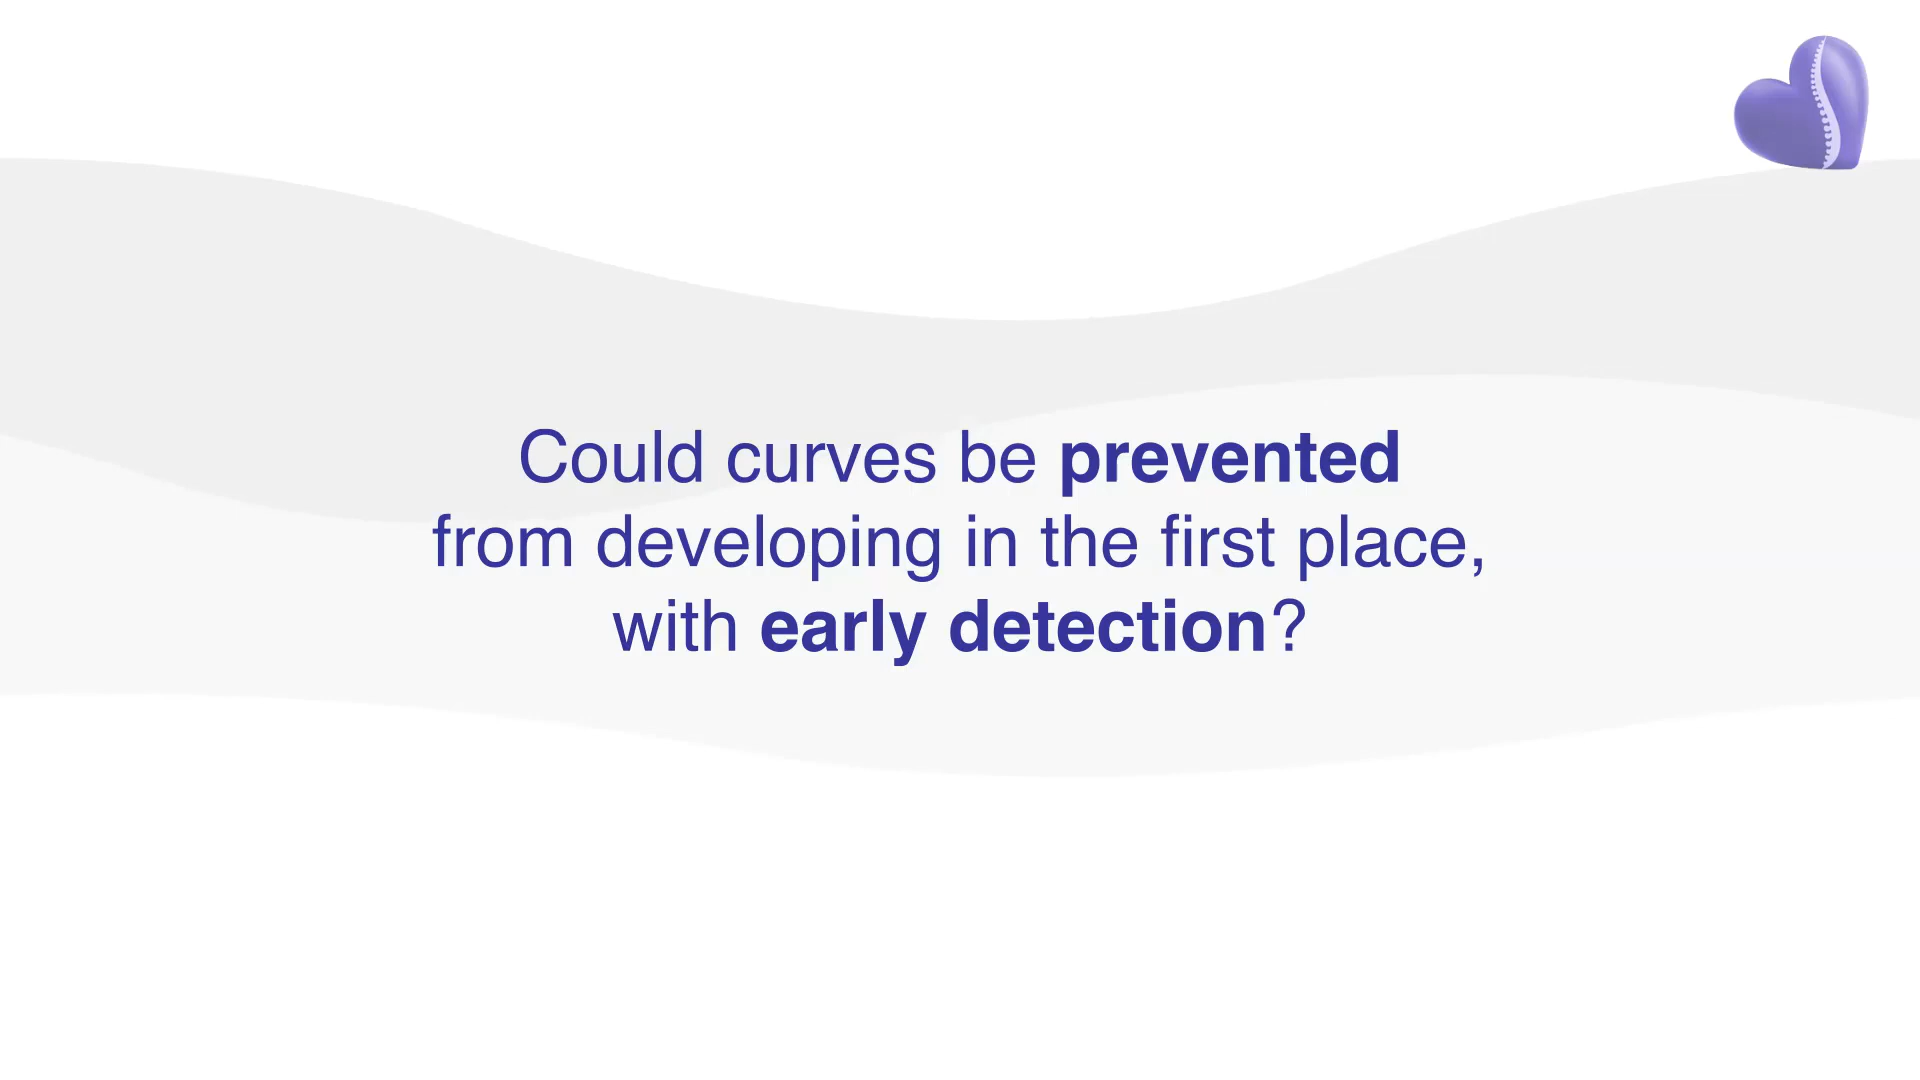 Could curves be prevented
from developing in the first place,
with early detection?